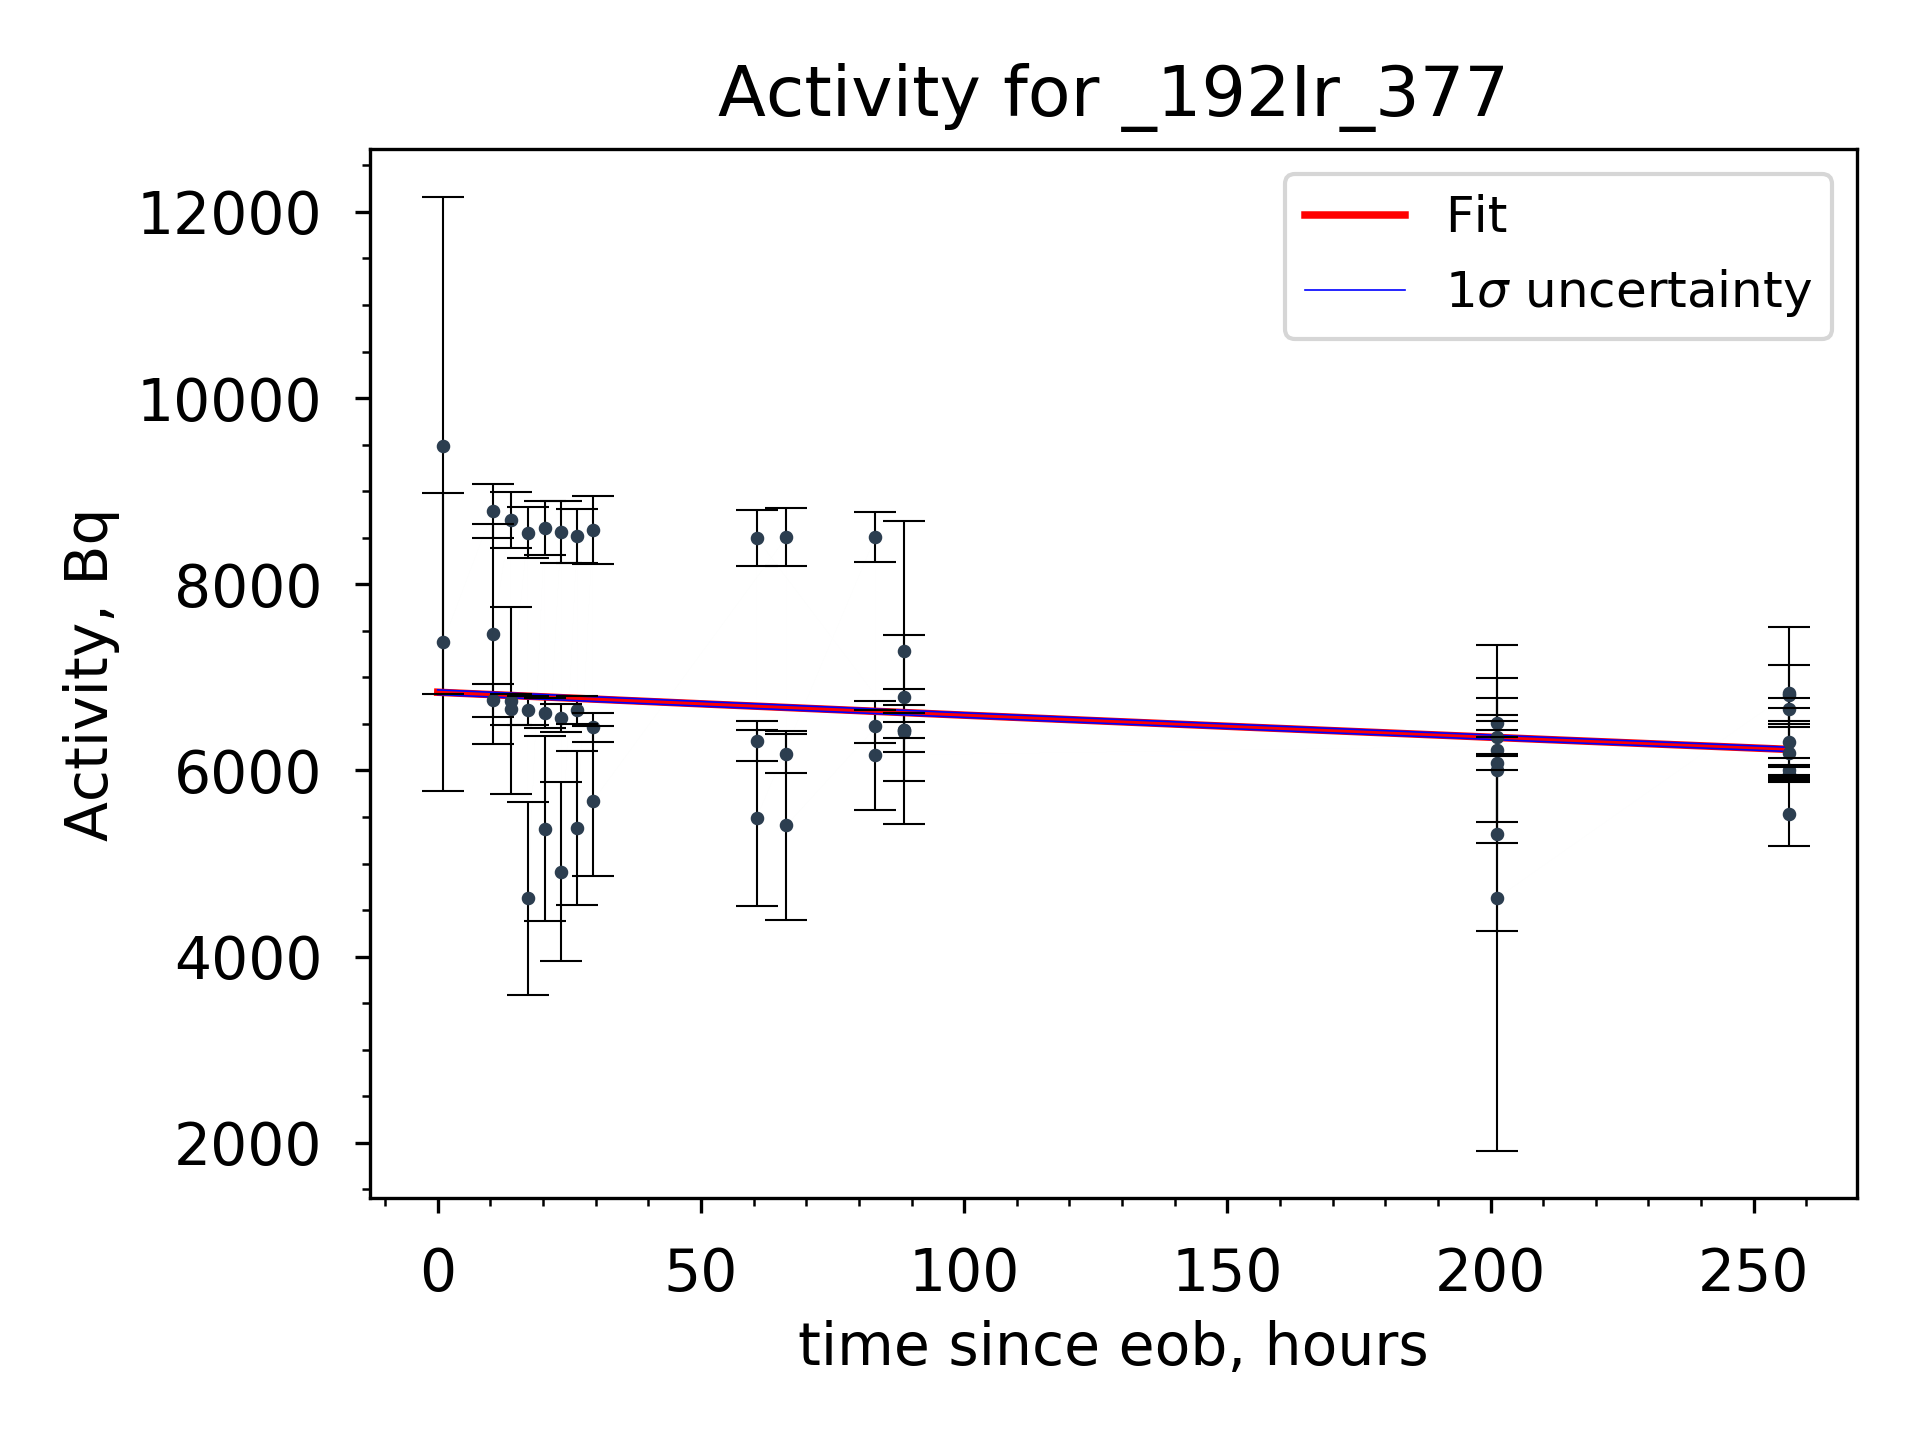 Activity for _192Ir_377
Fit
1σ uncertainty
12000
10000
8000
6000
4000
2000
Activity, Bq
0 50 100 150 200 250
time since eob, hours